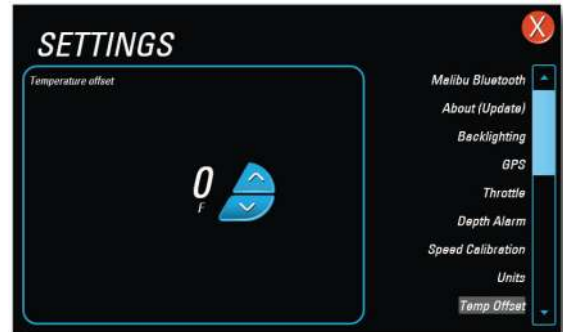 SETTINGS
X
Temperature offset
0
F
Malibu Bluetooth
About (Update)
Backlighting
GPS
Throttle
Depth Alarm
Speed Calibration
Units
Temp Offset